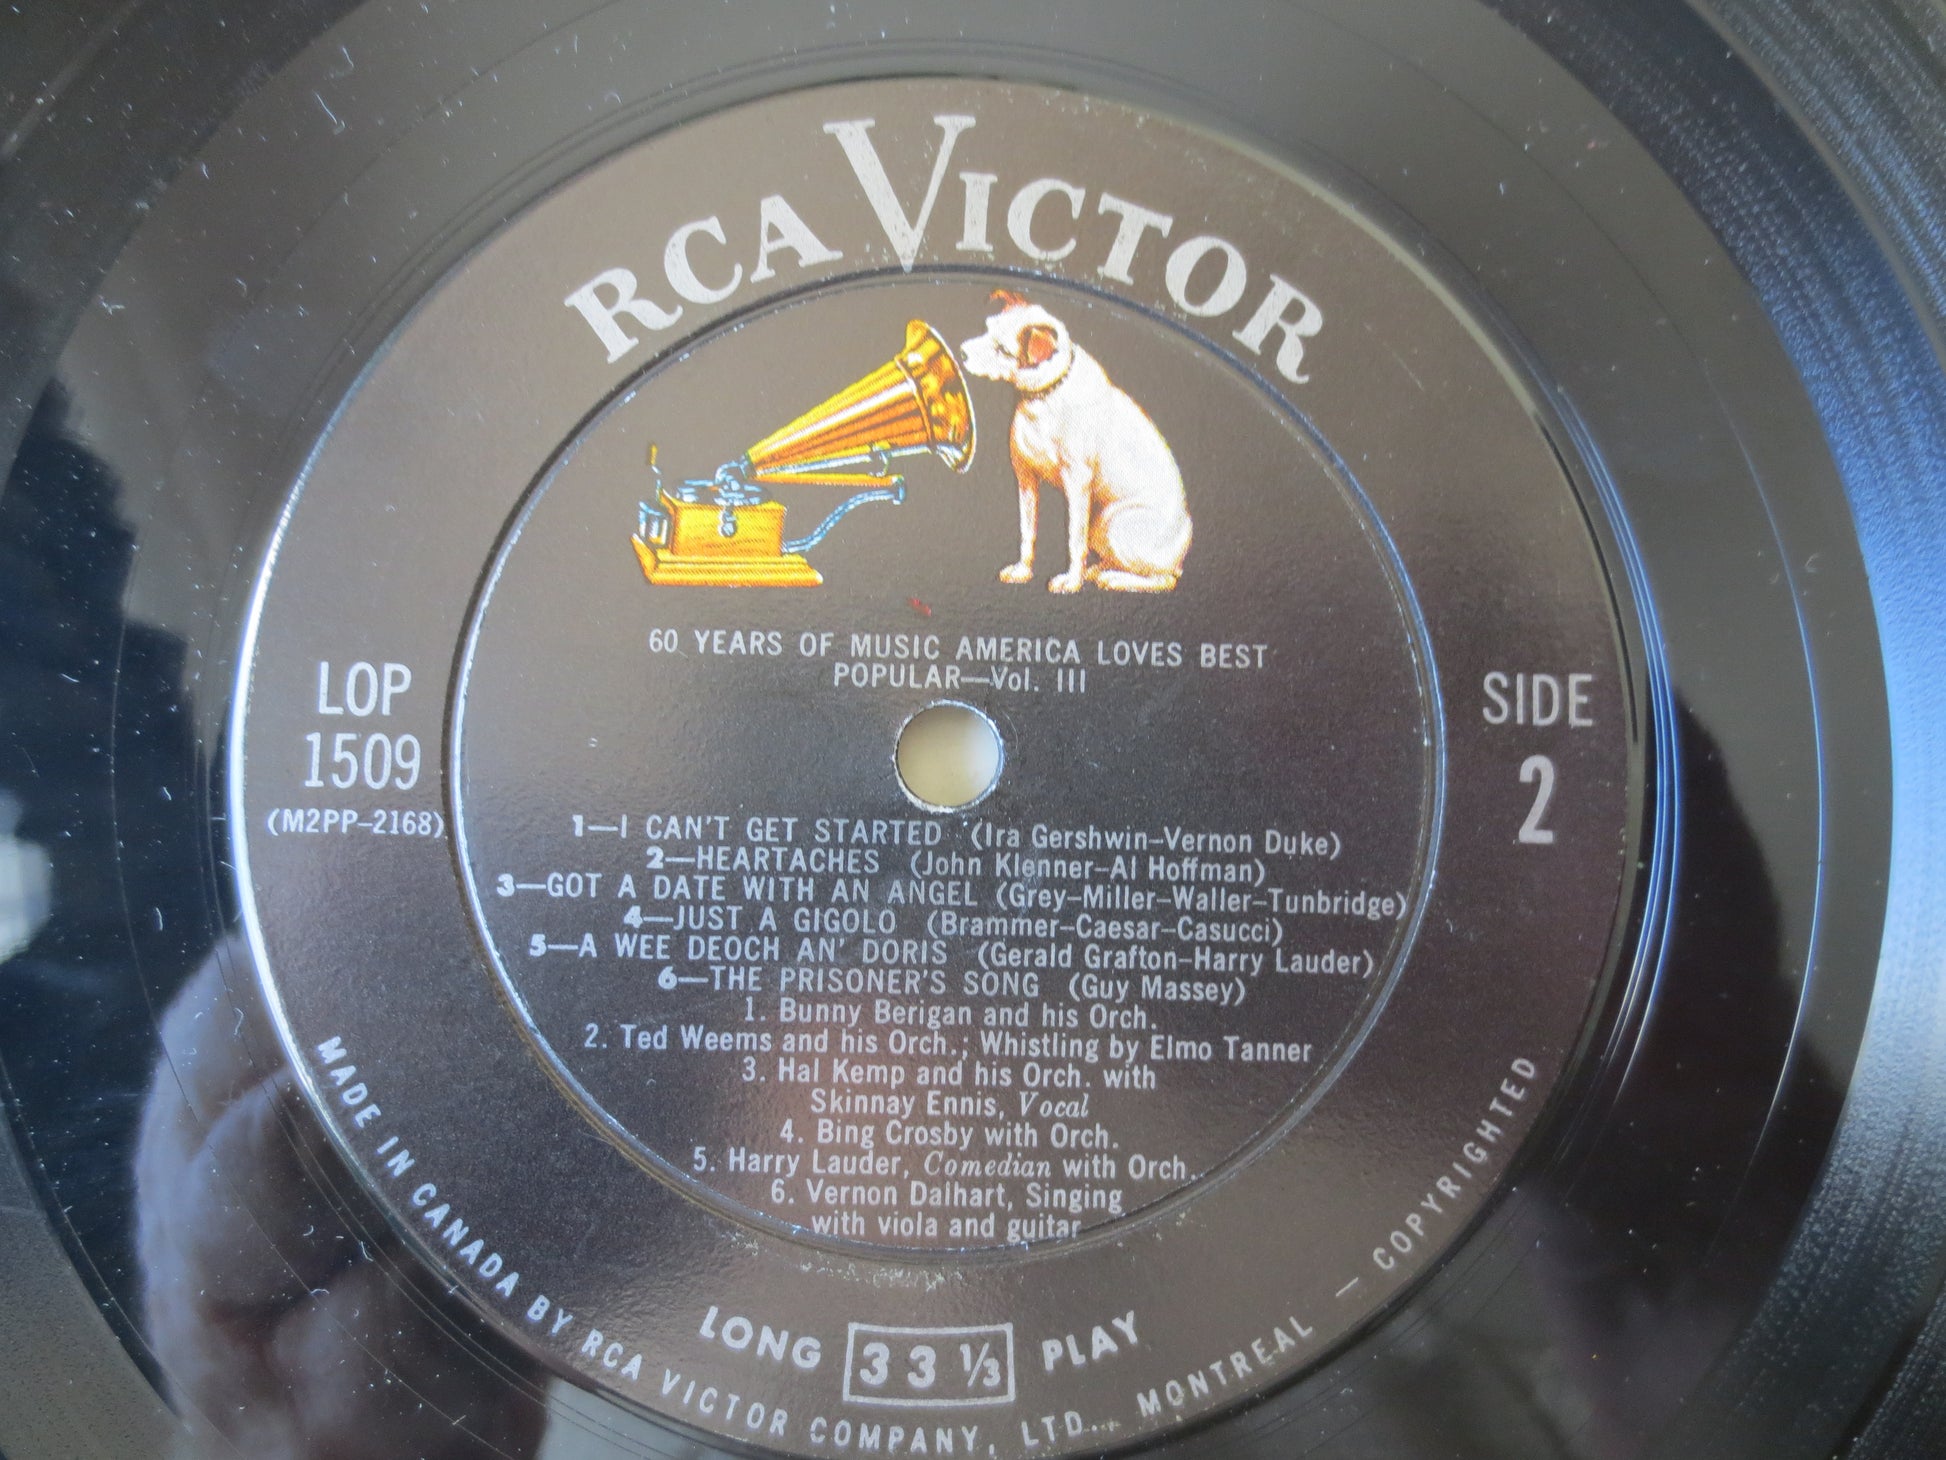 RCA VICTOR
60 YEARS OF MUSIC AMERICA LOVES BEST
POPULAR—Vol. III
LOP
1509
(M2PP-2168)
SIDE
2
1—I CAN'T GET STARTED (Ira Gershwin-Vernon Duke)
2—HEARTACHES (John Klenner-Al Hoffman)
3—GOT A DATE WITH AN ANGEL (Grey-Miller-Waller-Tunbridge)
4—JUST A GIGOLO (Brammer-Caesar-Casucci)
5—A WEE DEOCH AN' DORIS (Gerald Grafton-Harry Lauder)
6—THE PRISONER'S SONG (Guy Massey)
1. Bunny Berigan and his Orch.
2. Ted Weems and his Orch.; Whistling by Elmo Tanner
3. Hal Kemp and his Orch. with
Skinnay Ennis, Vocal
4. Bing Crosby with Orch.
5. Harry Lauder, Comedian with Orch.
6. Vernon Dalhart, Singing
with viola and guitar
LONG 33 1/3 PLAY
MADE IN CANADA BY RCA VICTOR COMPANY, LTD., MONTREAL — COPYRIGHTED